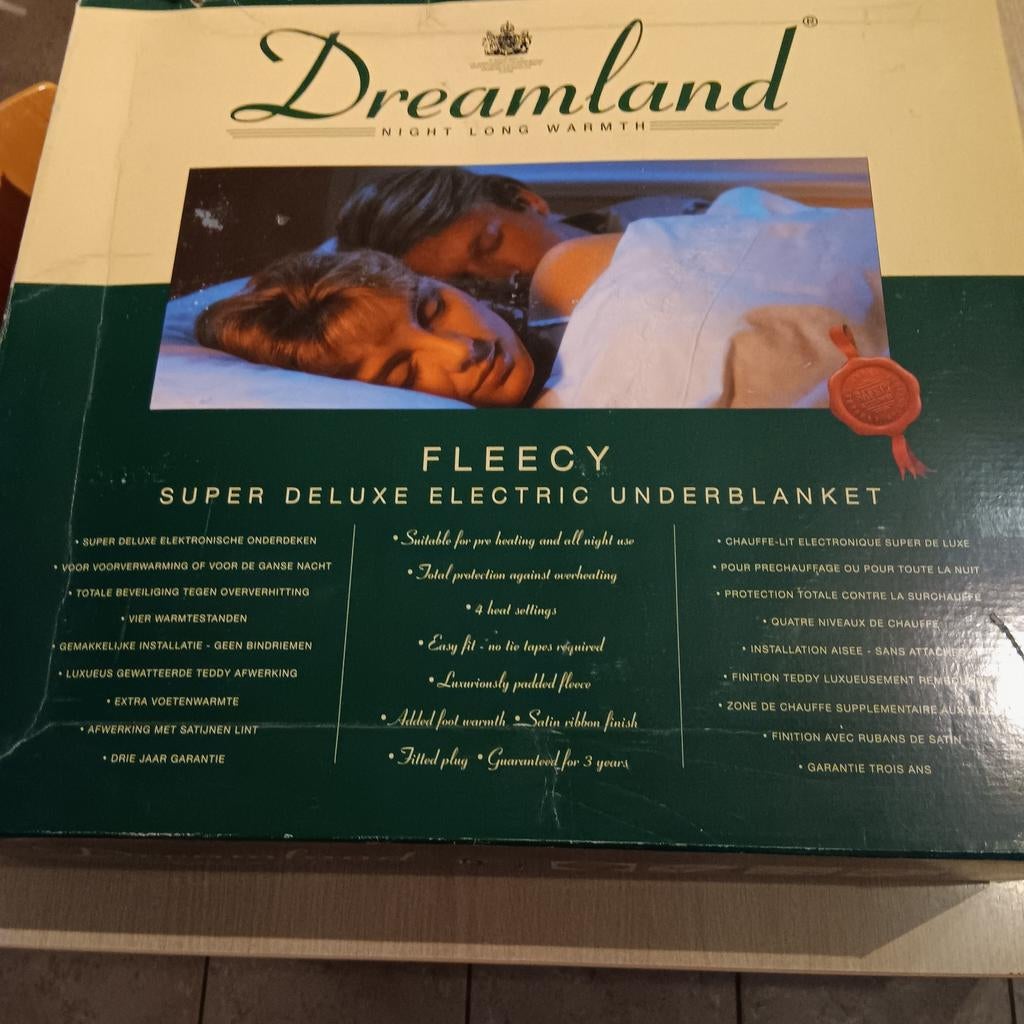 Dreamland®
NIGHT LONG WARMTH
FLEECY
SUPER DELUXE ELECTRIC UNDERBLANKET
• SUPER DELUXE ELEKTRONISCHE ONDERDEKEN
• VOOR VOORVERWARMING OF VOOR DE GANSE NACHT
• TOTALE BEVEILIGING TEGEN OVERVERHITTING
• VIER WARMTESTANDEN
• GEMAKKELIJKE INSTALLATIE - GEEN BINDRIEMEN
• LUXUEUS GEWATTEERDE TEDDY AFWERKING
• EXTRA VOETENWARMTE
• AFWERKING MET SATIJNEN LINT
• DRIE JAAR GARANTIE
• Suitable for pre heating and all night use
• Total protection against overheating
• 4 heat settings
• Easy fit - no tie tapes required
• Luxuriously padded fleece
• Added foot warmth • Satin ribbon finish
• Fitted plug • Guaranteed for 3 years
• CHAUFFE-LIT ELECTRONIQUE SUPER DE LUXE
• POUR PRECHAUFFAGE OU POUR TOUTE LA NUIT
• PROTECTION TOTALE CONTRE LA SURCHAUFFE
• QUATRE NIVEAUX DE CHAUFFE
• INSTALLATION AISEE - SANS
• FINITION TEDDY LUXUEUSEMENT
• ZONE DE CHAUFFE SUPPLEMENTAIRE AUX
• FINITION AVEC RUBANS DE SATIN
• GARANTIE TROIS ANS
Dreamland